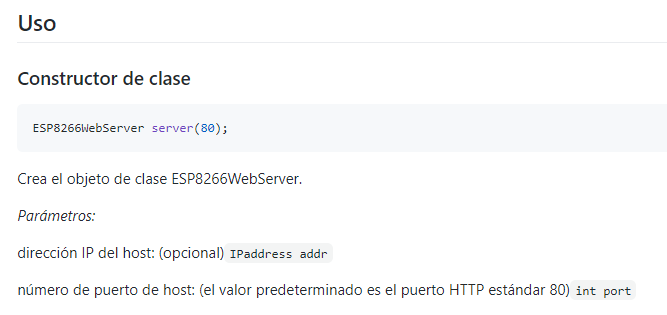 Uso
Constructor de clase
ESP8266WebServer server(80);
Crea el objeto de clase ESP8266WebServer.
Parámetros:
dirección IP del host: (opcional) IPaddress addr
número de puerto de host: (el valor predeterminado es el puerto HTTP estándar 80) int port